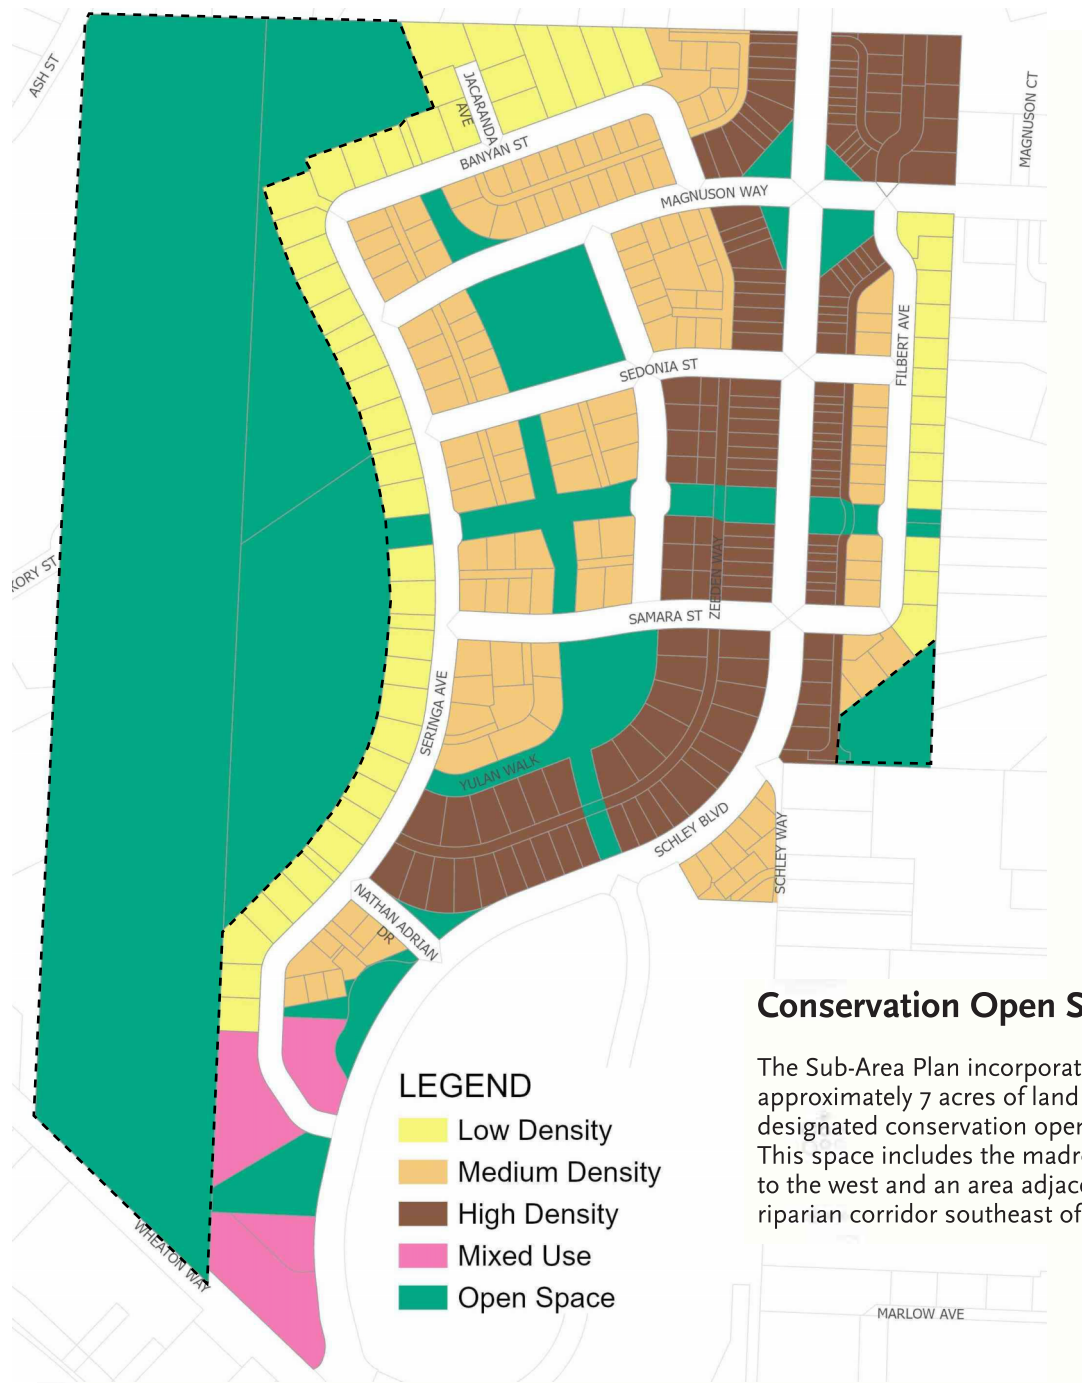 ASH ST
MAGNUSON CT
JACARANDA
AVE
BANYAN ST
MAGNUSON WAY
FILBERT AVE
SEDONIA ST
KORY ST
ZEEDEN WAY
SAMARA ST
SERINGA AVE
YULAN WALK
SCHLEY BLVD
SCHLEY WAY
NATHAN ADRIAN
DR
Conservation Open S
The Sub-Area Plan incorporat
approximately 7 acres of land
designated conservation oper
This space includes the madr
to the west and an area adjace
riparian corridor southeast of
LEGEND
Low Density
Medium Density
High Density
Mixed Use
Open Space
WHEATON WAY
MARLOW AVE